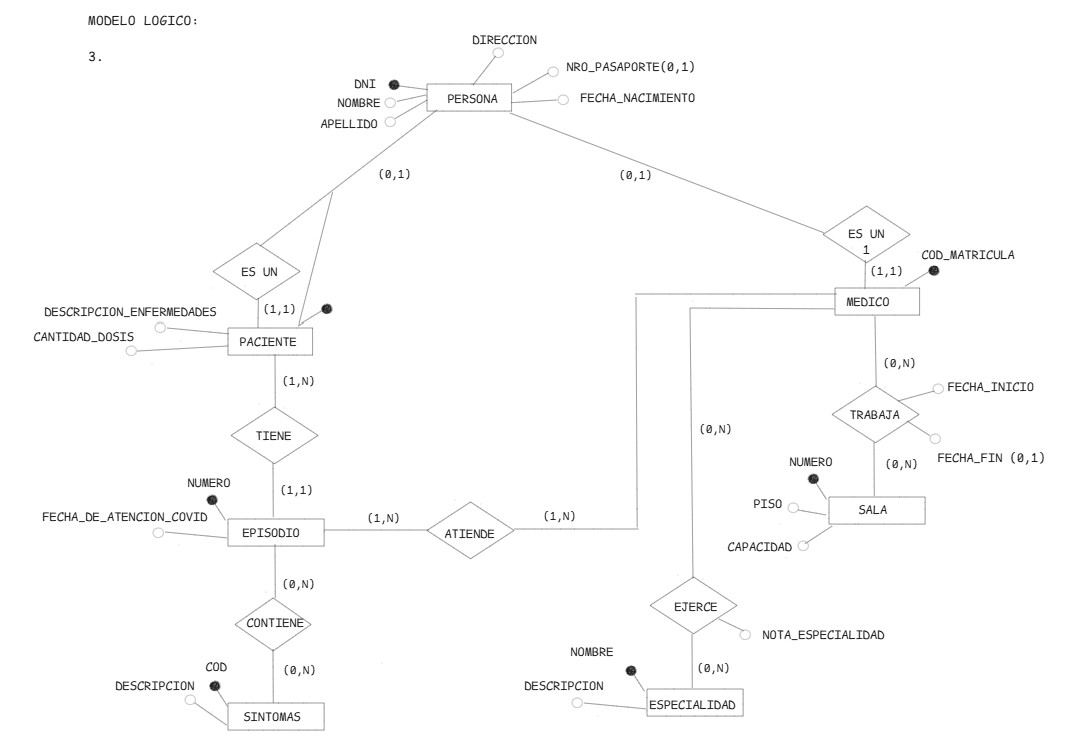 MODELO LOGICO:
3.
DIRECCION
NRO_PASAPORTE(0,1)
DNI
NOMBRE
PERSONA
FECHA_NACIMIENTO
APELLIDO
(0,1)
(0,1)
ES UN
1
COD_MATRICULA
ES UN
(1,1)
DESCRIPCION_ENFERMEDADES
(1,1)
MEDICO
CANTIDAD_DOSIS
PACIENTE
(1,N)
(0,N)
FECHA_INICIO
TRABAJA
TIENE
(0,N)
FECHA_FIN (0,1)
(0,N)
NUMERO
NUMERO
(1,1)
PISO
SALA
FECHA_DE_ATENCION_COVID
(1,N)
(1,N)
EPISODIO
ATIENDE
CAPACIDAD
(0,N)
EJERCE
CONTIENE
NOTA_ESPECIALIDAD
NOMBRE
COD
(0,N)
(0,N)
DESCRIPCION
DESCRIPCION
ESPECIALIDAD
SINTOMAS